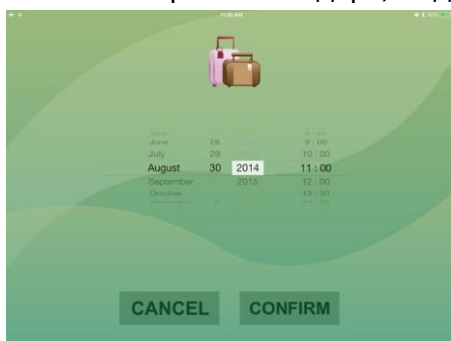 June 28 9 : 00
July 29 10 : 00
August 30 2014 11 : 00
September 2015 12 : 00
October 13 : 00
CANCEL CONFIRM